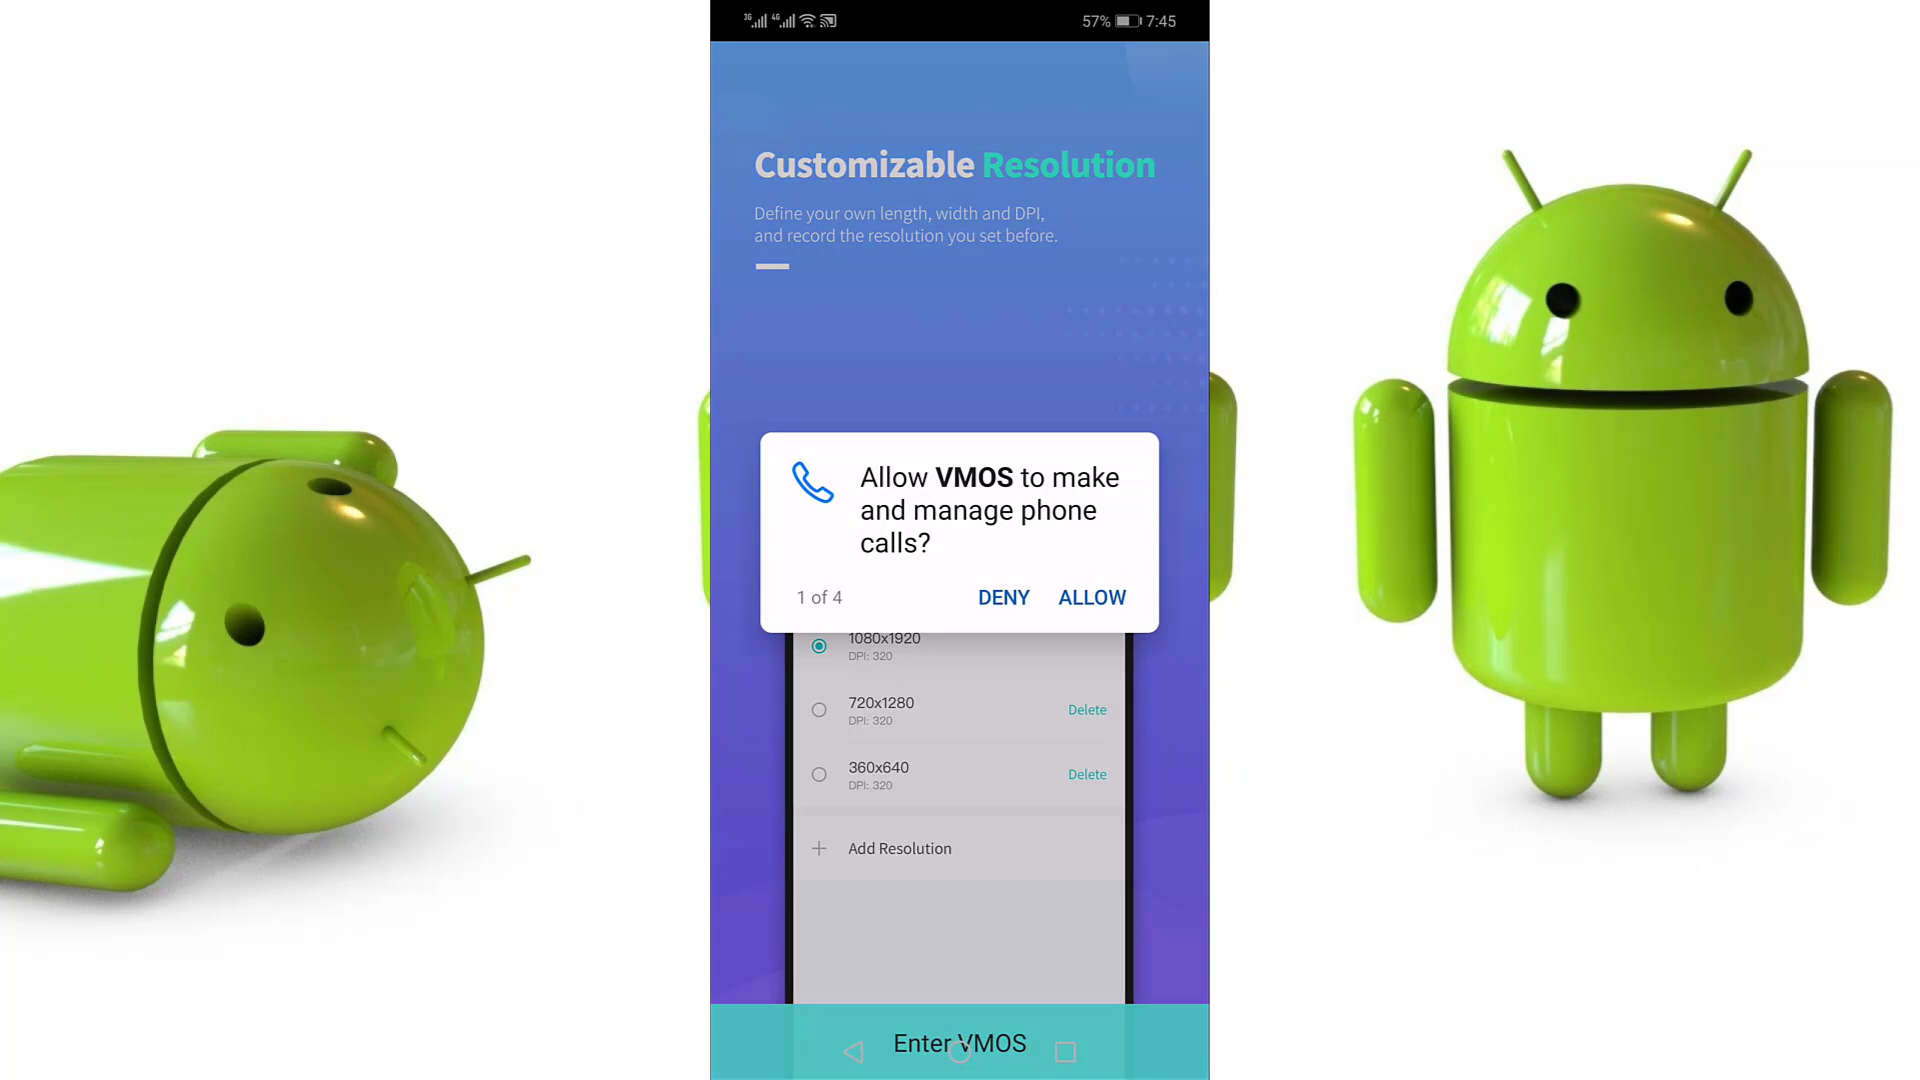 3G 4G 57% 7:45
Customizable Resolution
Define your own length, width and DPI,
and record the resolution you set before.
Allow VMOS to make
and manage phone
calls?
1 of 4 DENY ALLOW
1080x1920
DPI: 320
720x1280
DPI: 320
Delete
360x640
DPI: 320
Delete
Add Resolution
Enter VMOS